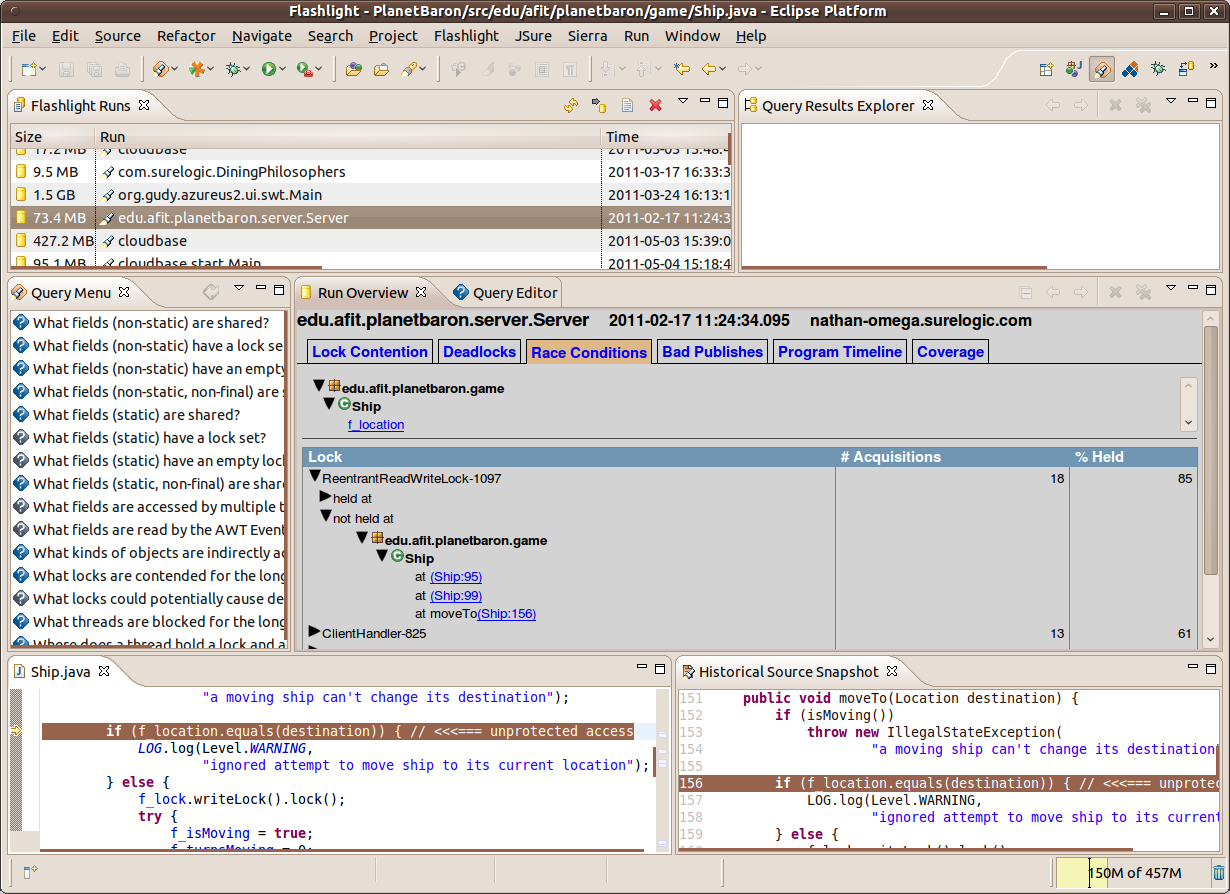 Flashlight - PlanetBaron/src/edu/afit/planetbaron/game/Ship.java - Eclipse Platform
File Edit Source Refactor Navigate Search Project Flashlight JSure Sierra Run Window Help
Flashlight Runs
Size Run Time
17.2 MB cloudbase 2011-05-03 15:48:4
9.5 MB com.surelogic.DiningPhilosophers 2011-03-17 16:33:3
1.5 GB org.gudy.azureus2.ui.swt.Main 2011-03-24 16:13:1
73.4 MB edu.afit.planetbaron.server.Server 2011-02-17 11:24:3
427.2 MB cloudbase 2011-05-03 15:39:0
95.1 MB cloudbase.start.Main 2011-05-04 15:18:4
Query Results Explorer
Query Menu
What fields (non-static) are shared?
What fields (non-static) have a lock se
What fields (non-static) have an empty
What fields (non-static, non-final) are s
What fields (static) are shared?
What fields (static) have a lock set?
What fields (static) have an empty lock
What fields (static, non-final) are share
What fields are accessed by multiple t
What fields are read by the AWT Event
What kinds of objects are indirectly ac
What locks are contended for the long
What locks could potentially cause de
What threads are blocked for the long
Where does a thread hold a lock and a
Run Overview
Query Editor
edu.afit.planetbaron.server.Server 2011-02-17 11:24:34.095 nathan-omega.surelogic.com
Lock Contention Deadlocks Race Conditions Bad Publishes Program Timeline Coverage
edu.afit.planetbaron.game
Ship
f_location
Lock # Acquisitions % Held
ReentrantReadWriteLock-1097 18 85
held at
not held at
edu.afit.planetbaron.game
Ship
at (Ship:95)
at (Ship:99)
at moveTo(Ship:156)
ClientHandler-825 13 61
Ship.java
"a moving ship can't change its destination");
if (f_location.equals(destination)) { // <<<=== unprotected access
LOG.log(Level.WARNING,
"ignored attempt to move ship to its current location");
} else {
f_lock.writeLock().lock();
try {
f_isMoving = true;
f_turnsMoving = 0;
Historical Source Snapshot
151 public void moveTo(Location destination) {
152 if (isMoving())
153 throw new IllegalStateException(
154 "a moving ship can't change its destination
155
156 if (f_location.equals(destination)) { // <<<=== unprotec
157 LOG.log(Level.WARNING,
158 "ignored attempt to move ship to its current
159 } else {
160 f_lock.writeLock().lock();
150M of 457M